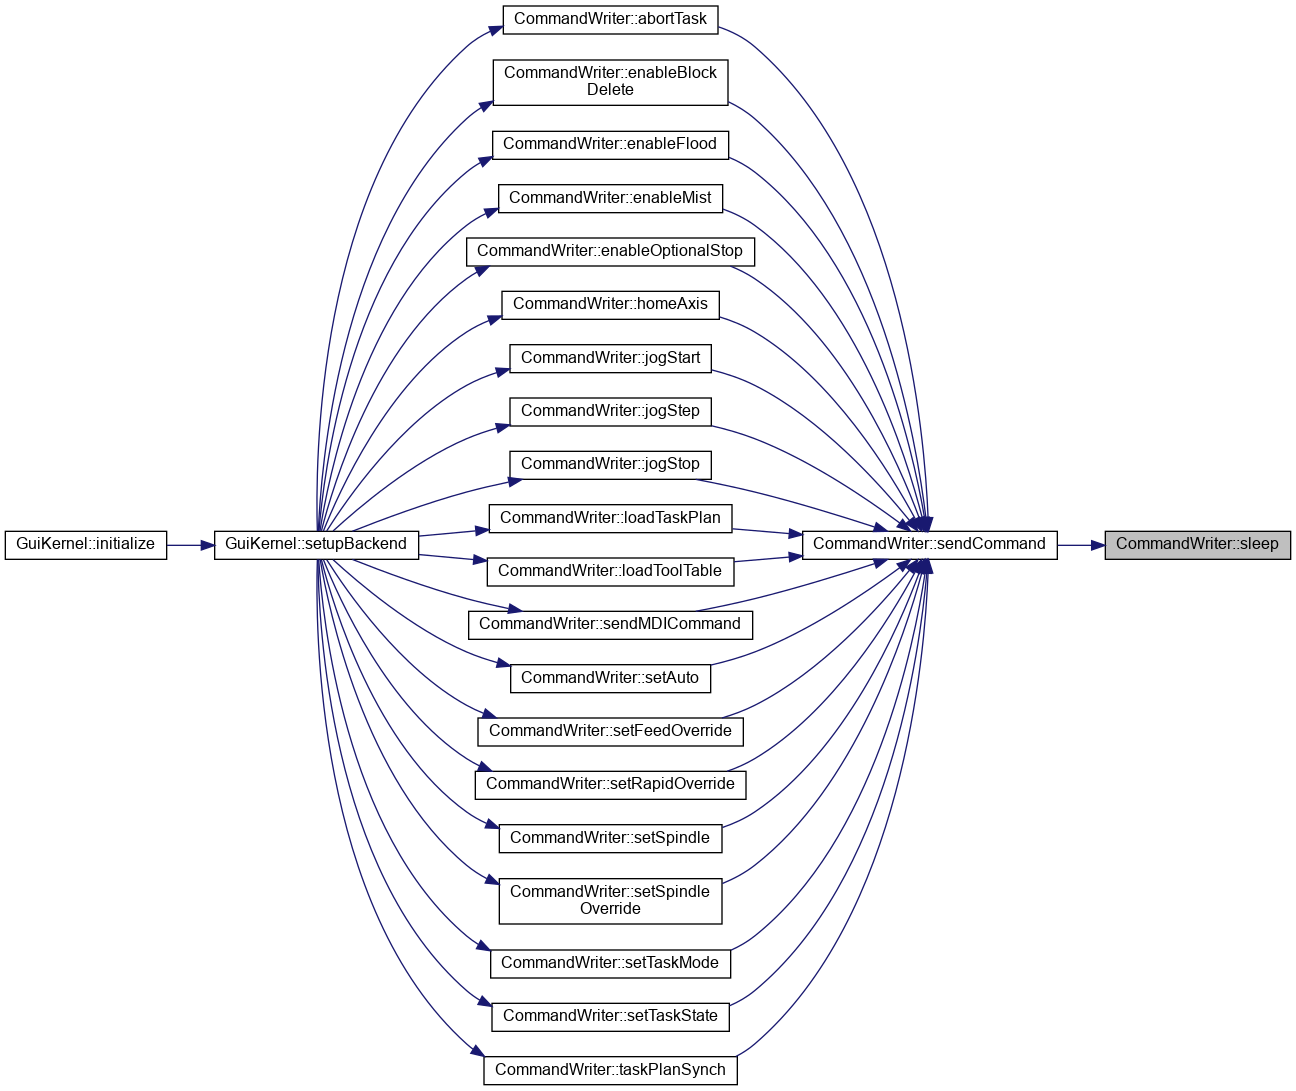 CommandWriter::abortTask
CommandWriter::enableBlock
Delete
CommandWriter::enableFlood
CommandWriter::enableMist
CommandWriter::enableOptionalStop
CommandWriter::homeAxis
CommandWriter::jogStart
CommandWriter::jogStep
CommandWriter::jogStop
CommandWriter::loadTaskPlan
GuiKernel::initialize
GuiKernel::setupBackend
CommandWriter::sendCommand
CommandWriter::sleep
CommandWriter::loadToolTable
CommandWriter::sendMDICommand
CommandWriter::setAuto
CommandWriter::setFeedOverride
CommandWriter::setRapidOverride
CommandWriter::setSpindle
CommandWriter::setSpindle
Override
CommandWriter::setTaskMode
CommandWriter::setTaskState
CommandWriter::taskPlanSynch